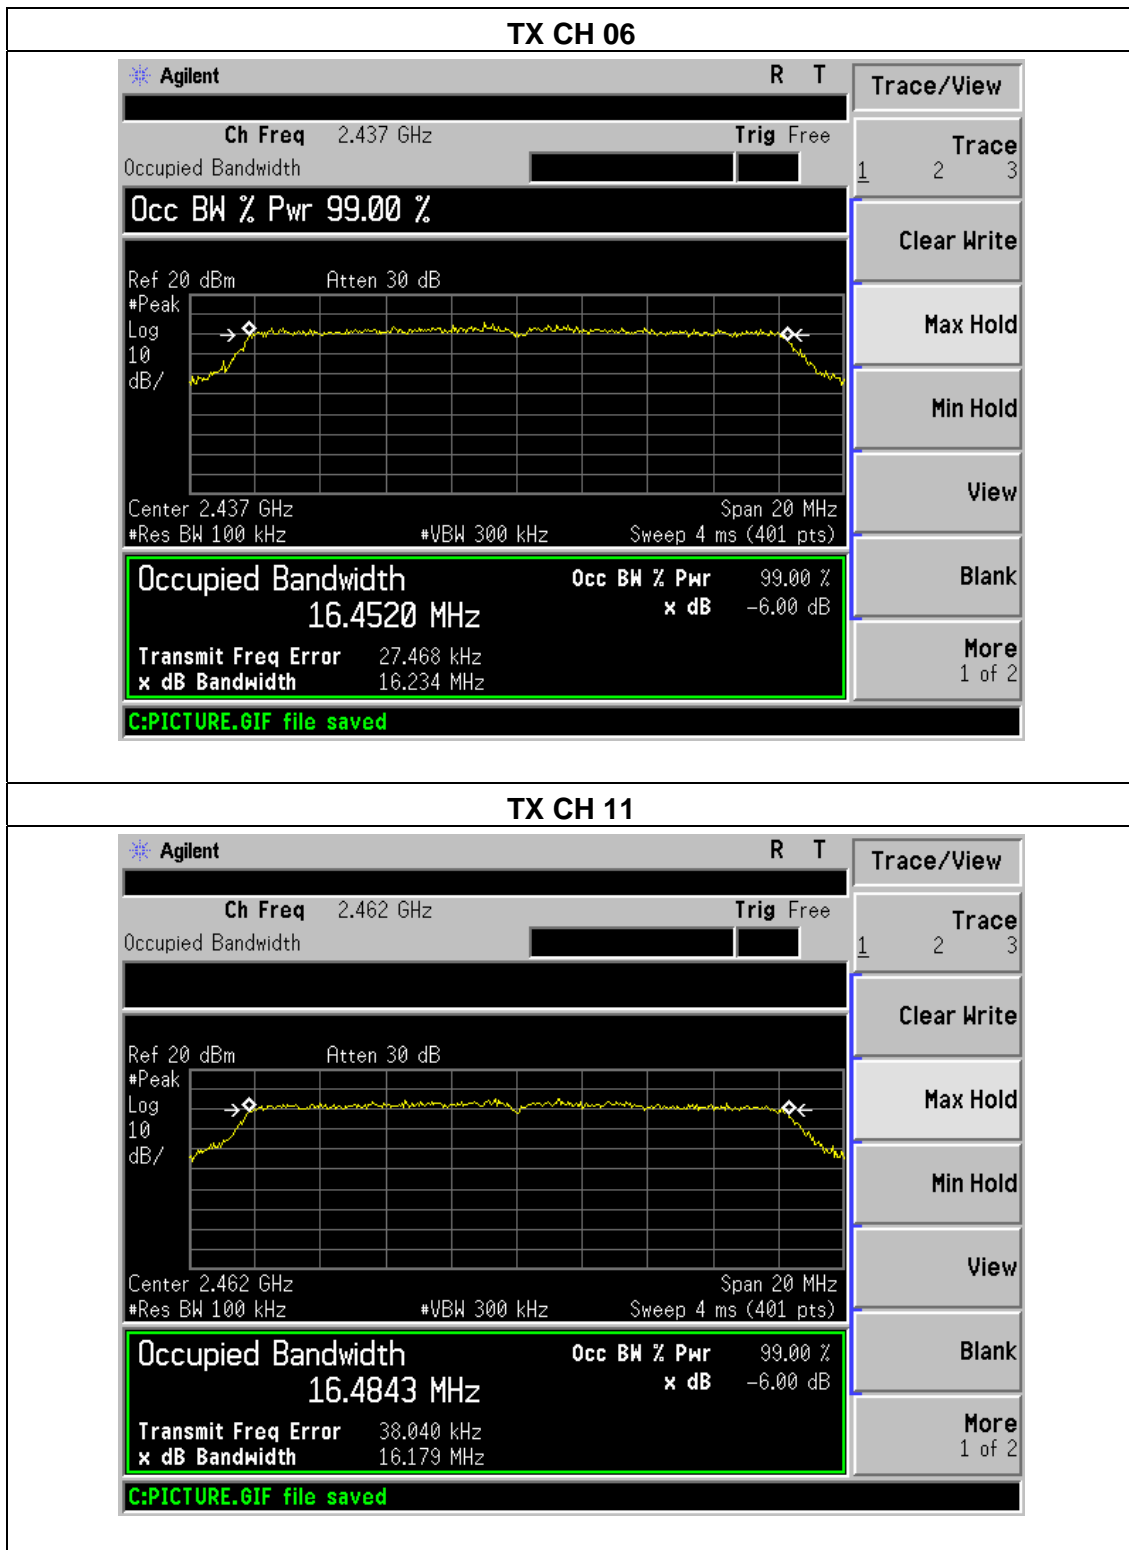 TX CH 06
Agilent R T
Trace/View
Ch Freq 2.437 GHz Trig Free
Occupied Bandwidth
Trace
1 2 3
Occ BW % Pwr 99.00 %
Clear Write
Ref 20 dBm Atten 30 dB
#Peak
Log
10
dB/
Max Hold
Min Hold
View
Center 2.437 GHz Span 20 MHz
#Res BW 100 kHz #VBW 300 kHz Sweep 4 ms (401 pts)
Occupied Bandwidth Occ BW % Pwr 99.00 %
16.4520 MHz x dB -6.00 dB
Blank
Transmit Freq Error 27.468 kHz
x dB Bandwidth 16.234 MHz
More
1 of 2
C:PICTURE.GIF file saved
TX CH 11
Agilent R T
Trace/View
Ch Freq 2.462 GHz Trig Free
Occupied Bandwidth
Trace
1 2 3
Clear Write
Ref 20 dBm Atten 30 dB
#Peak
Log
10
dB/
Max Hold
Min Hold
View
Center 2.462 GHz Span 20 MHz
#Res BW 100 kHz #VBW 300 kHz Sweep 4 ms (401 pts)
Occupied Bandwidth Occ BW % Pwr 99.00 %
16.4843 MHz x dB -6.00 dB
Blank
Transmit Freq Error 38.040 kHz
x dB Bandwidth 16.179 MHz
More
1 of 2
C:PICTURE.GIF file saved